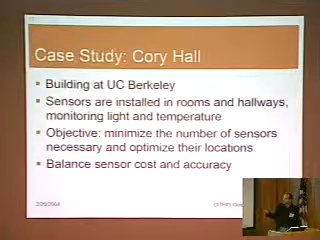 Case Study: Cory Hall
Building at UC Berkeley
Sensors are installed in rooms and hallways,
monitoring light and temperature
Objective: minimize the number of sensors
necessary and optimize their locations
Balance sensor cost and accuracy